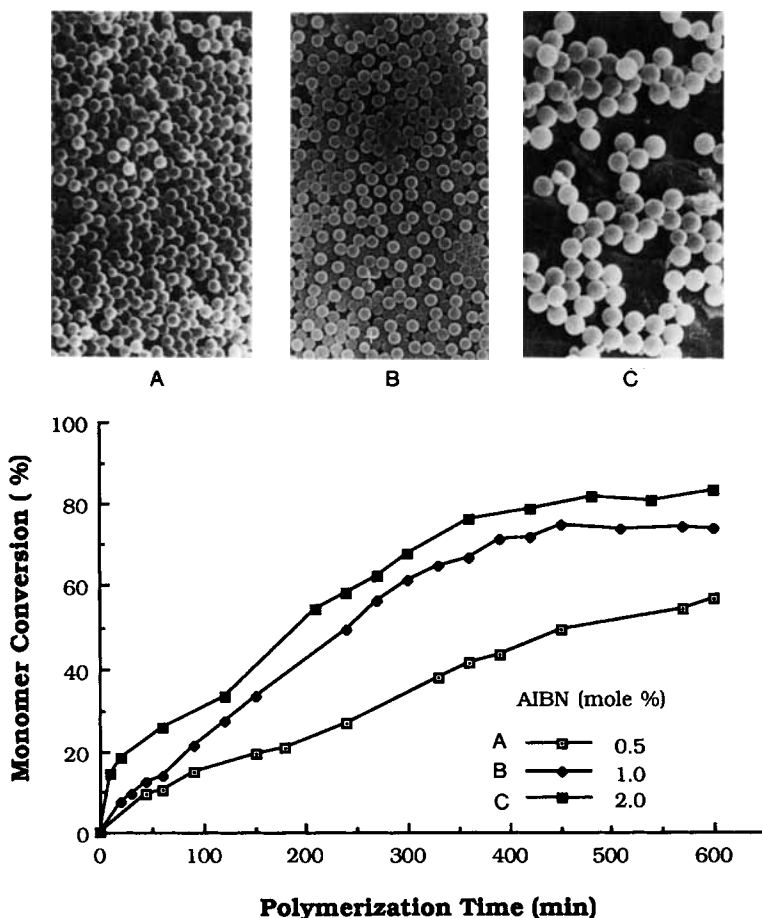 A
B
C
Monomer Conversion ( %)
100
80
60
40
20
0
AIBN (mole %)
A 0.5
B 1.0
C 2.0
0 100 200 300 400 500 600
Polymerization Time (min)